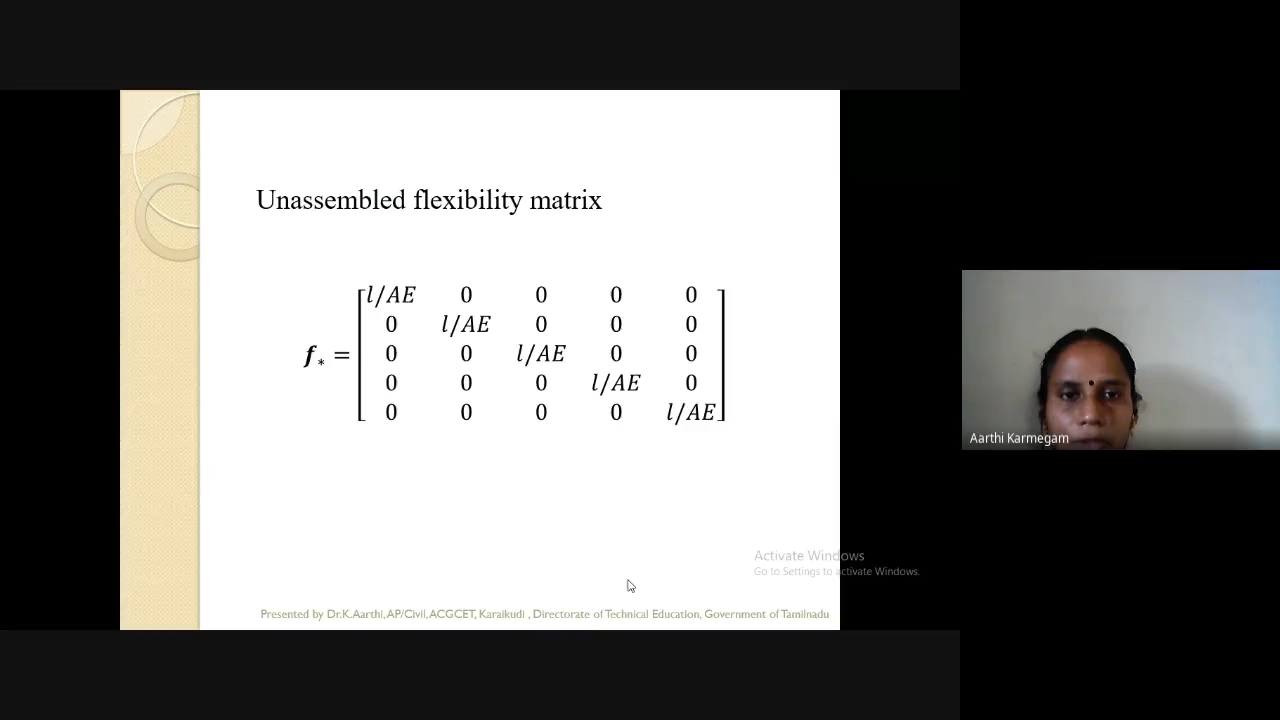 Unassembled flexibility matrix
l/AE 0 0 0 0
0 l/AE 0 0 0
f* = 0 0 l/AE 0 0
0 0 0 l/AE 0
0 0 0 0 l/AE
Aarthi Karmegam
Activate Windows
Go to Settings to activate Windows.
Presented by Dr.K.Aarthi, AP/Civil, ACGCET, Karaikudi , Directorate of Technical Education, Government of Tamilnadu